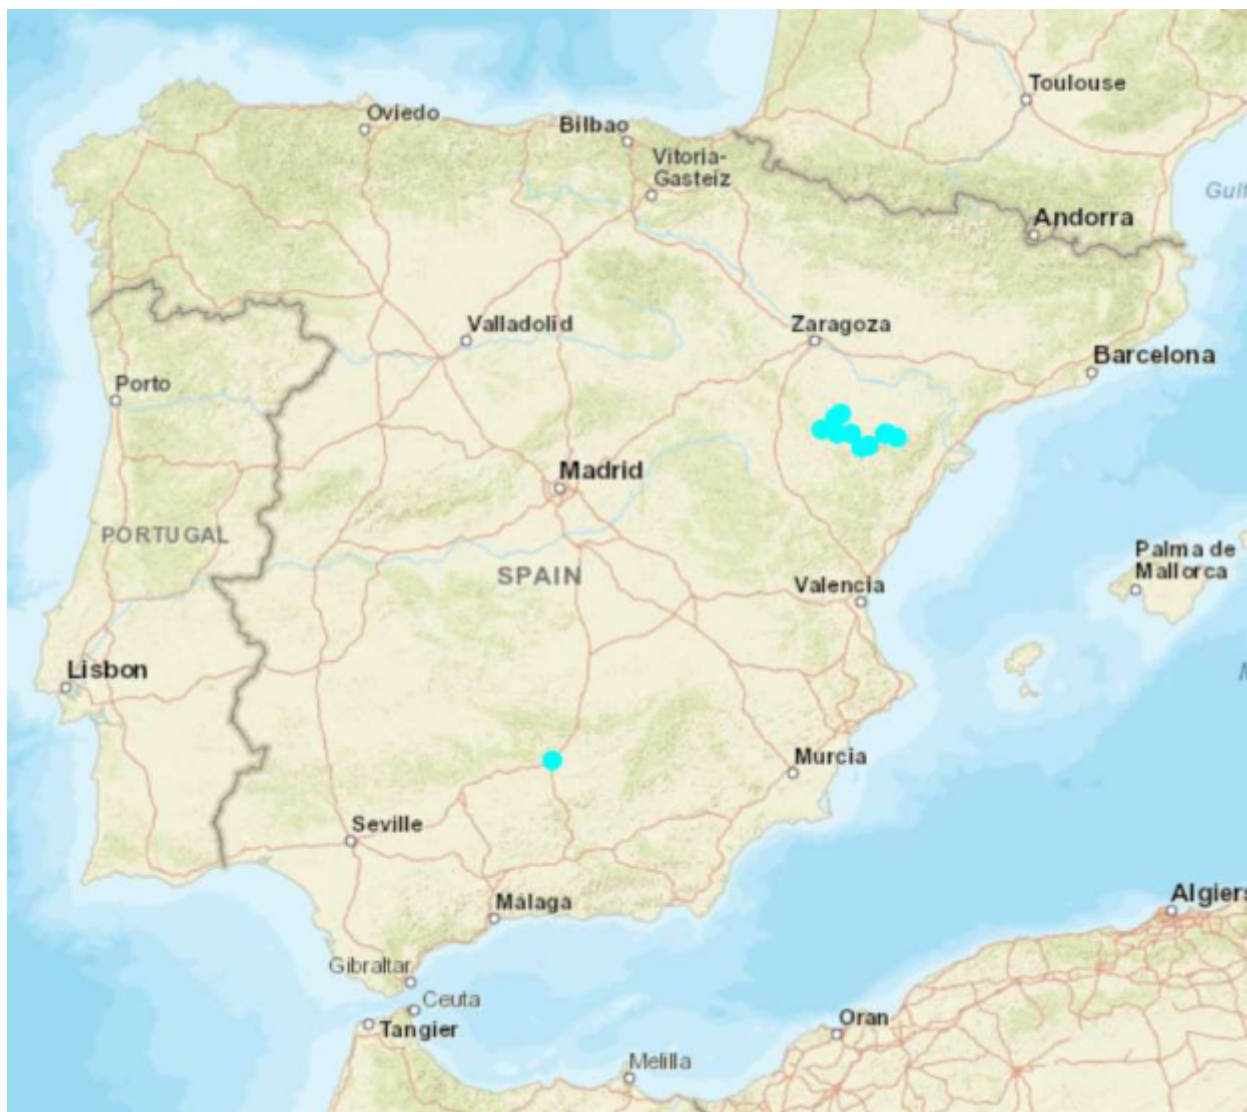 Toulouse
Oviedo
Bilbao
Vitoria-
Gasteiz
Gulf
Andorra
Valladolid
Zaragoza
Barcelona
Porto
Madrid
PORTUGAL
SPAIN
Palma de
Mallorca
Valencia
Lisbon
Murcia
Seville
Málaga
Algiers
Gibraltar
Ceuta
Tangier
Oran
Melilla